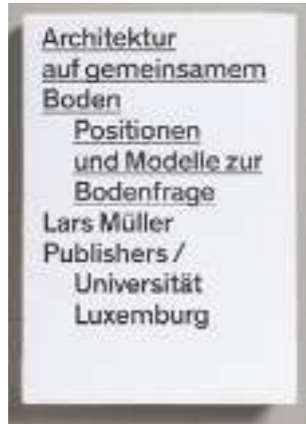 Architektur
auf gemeinsamem
Boden
Positionen
und Modelle zur
Bodenfrage
Lars Müller
Publishers /
Universität
Luxemburg